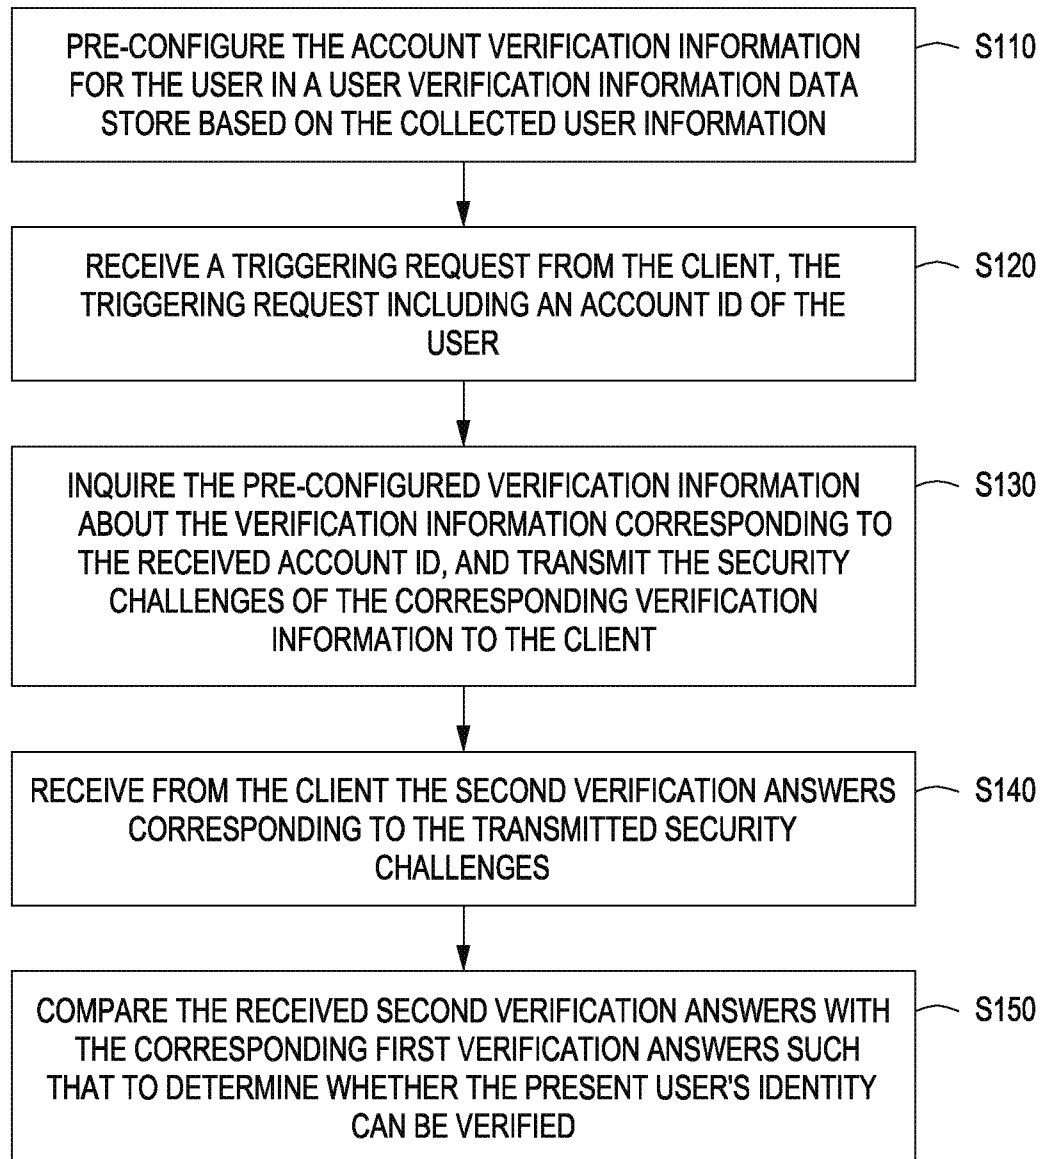 PRE-CONFIGURE THE ACCOUNT VERIFICATION INFORMATION
FOR THE USER IN A USER VERIFICATION INFORMATION DATA
STORE BASED ON THE COLLECTED USER INFORMATION
S110
RECEIVE A TRIGGERING REQUEST FROM THE CLIENT, THE
TRIGGERING REQUEST INCLUDING AN ACCOUNT ID OF THE
USER
S120
INQUIRE THE PRE-CONFIGURED VERIFICATION INFORMATION
ABOUT THE VERIFICATION INFORMATION CORRESPONDING TO
THE RECEIVED ACCOUNT ID, AND TRANSMIT THE SECURITY
CHALLENGES OF THE CORRESPONDING VERIFICATION
INFORMATION TO THE CLIENT
S130
RECEIVE FROM THE CLIENT THE SECOND VERIFICATION ANSWERS
CORRESPONDING TO THE TRANSMITTED SECURITY
CHALLENGES
S140
COMPARE THE RECEIVED SECOND VERIFICATION ANSWERS WITH
THE CORRESPONDING FIRST VERIFICATION ANSWERS SUCH
THAT TO DETERMINE WHETHER THE PRESENT USER'S IDENTITY
CAN BE VERIFIED
S150